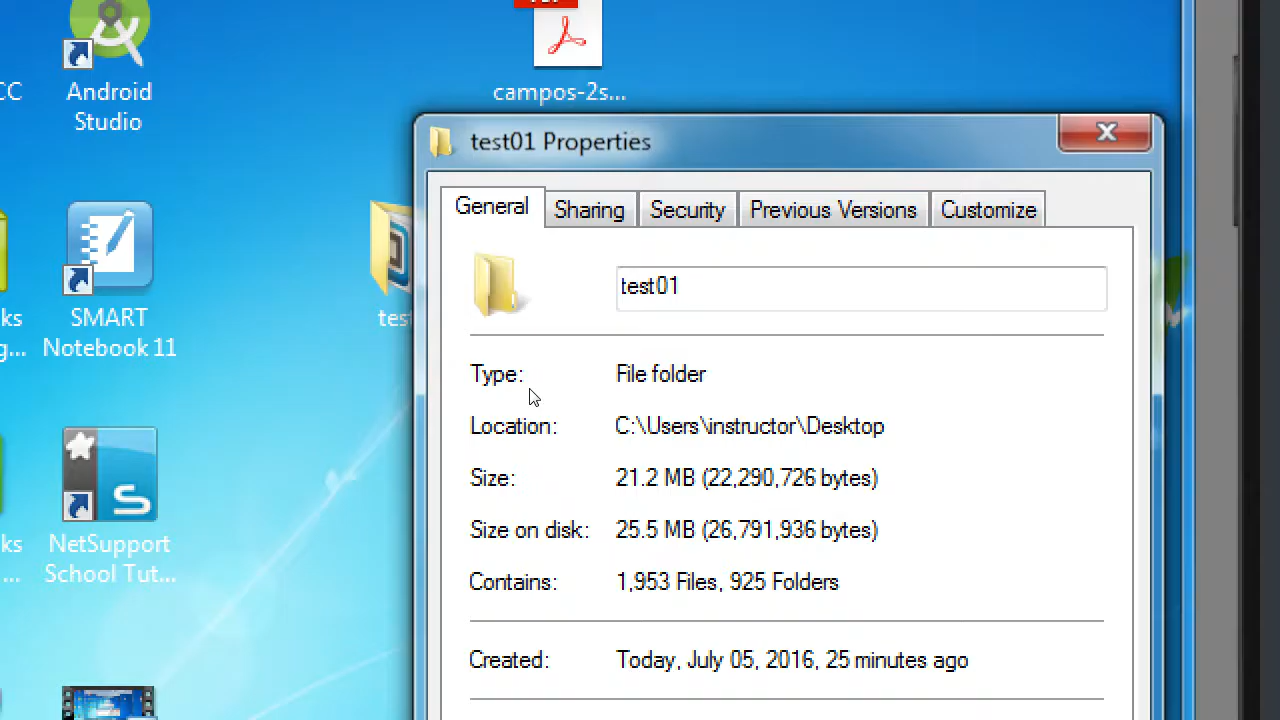 CC
Android
Studio
campos-2s...
test01 Properties
General
Sharing
Security
Previous Versions
Customize
test01
SMART
Notebook 11
ks
g...
test
Type:
File folder
Location:
C:\Users\instructor\Desktop
Size:
21.2 MB (22,290,726 bytes)
Size on disk:
25.5 MB (26,791,936 bytes)
Contains:
1,953 Files, 925 Folders
NetSupport
School Tut...
ks
...
Created:
Today, July 05, 2016, 25 minutes ago